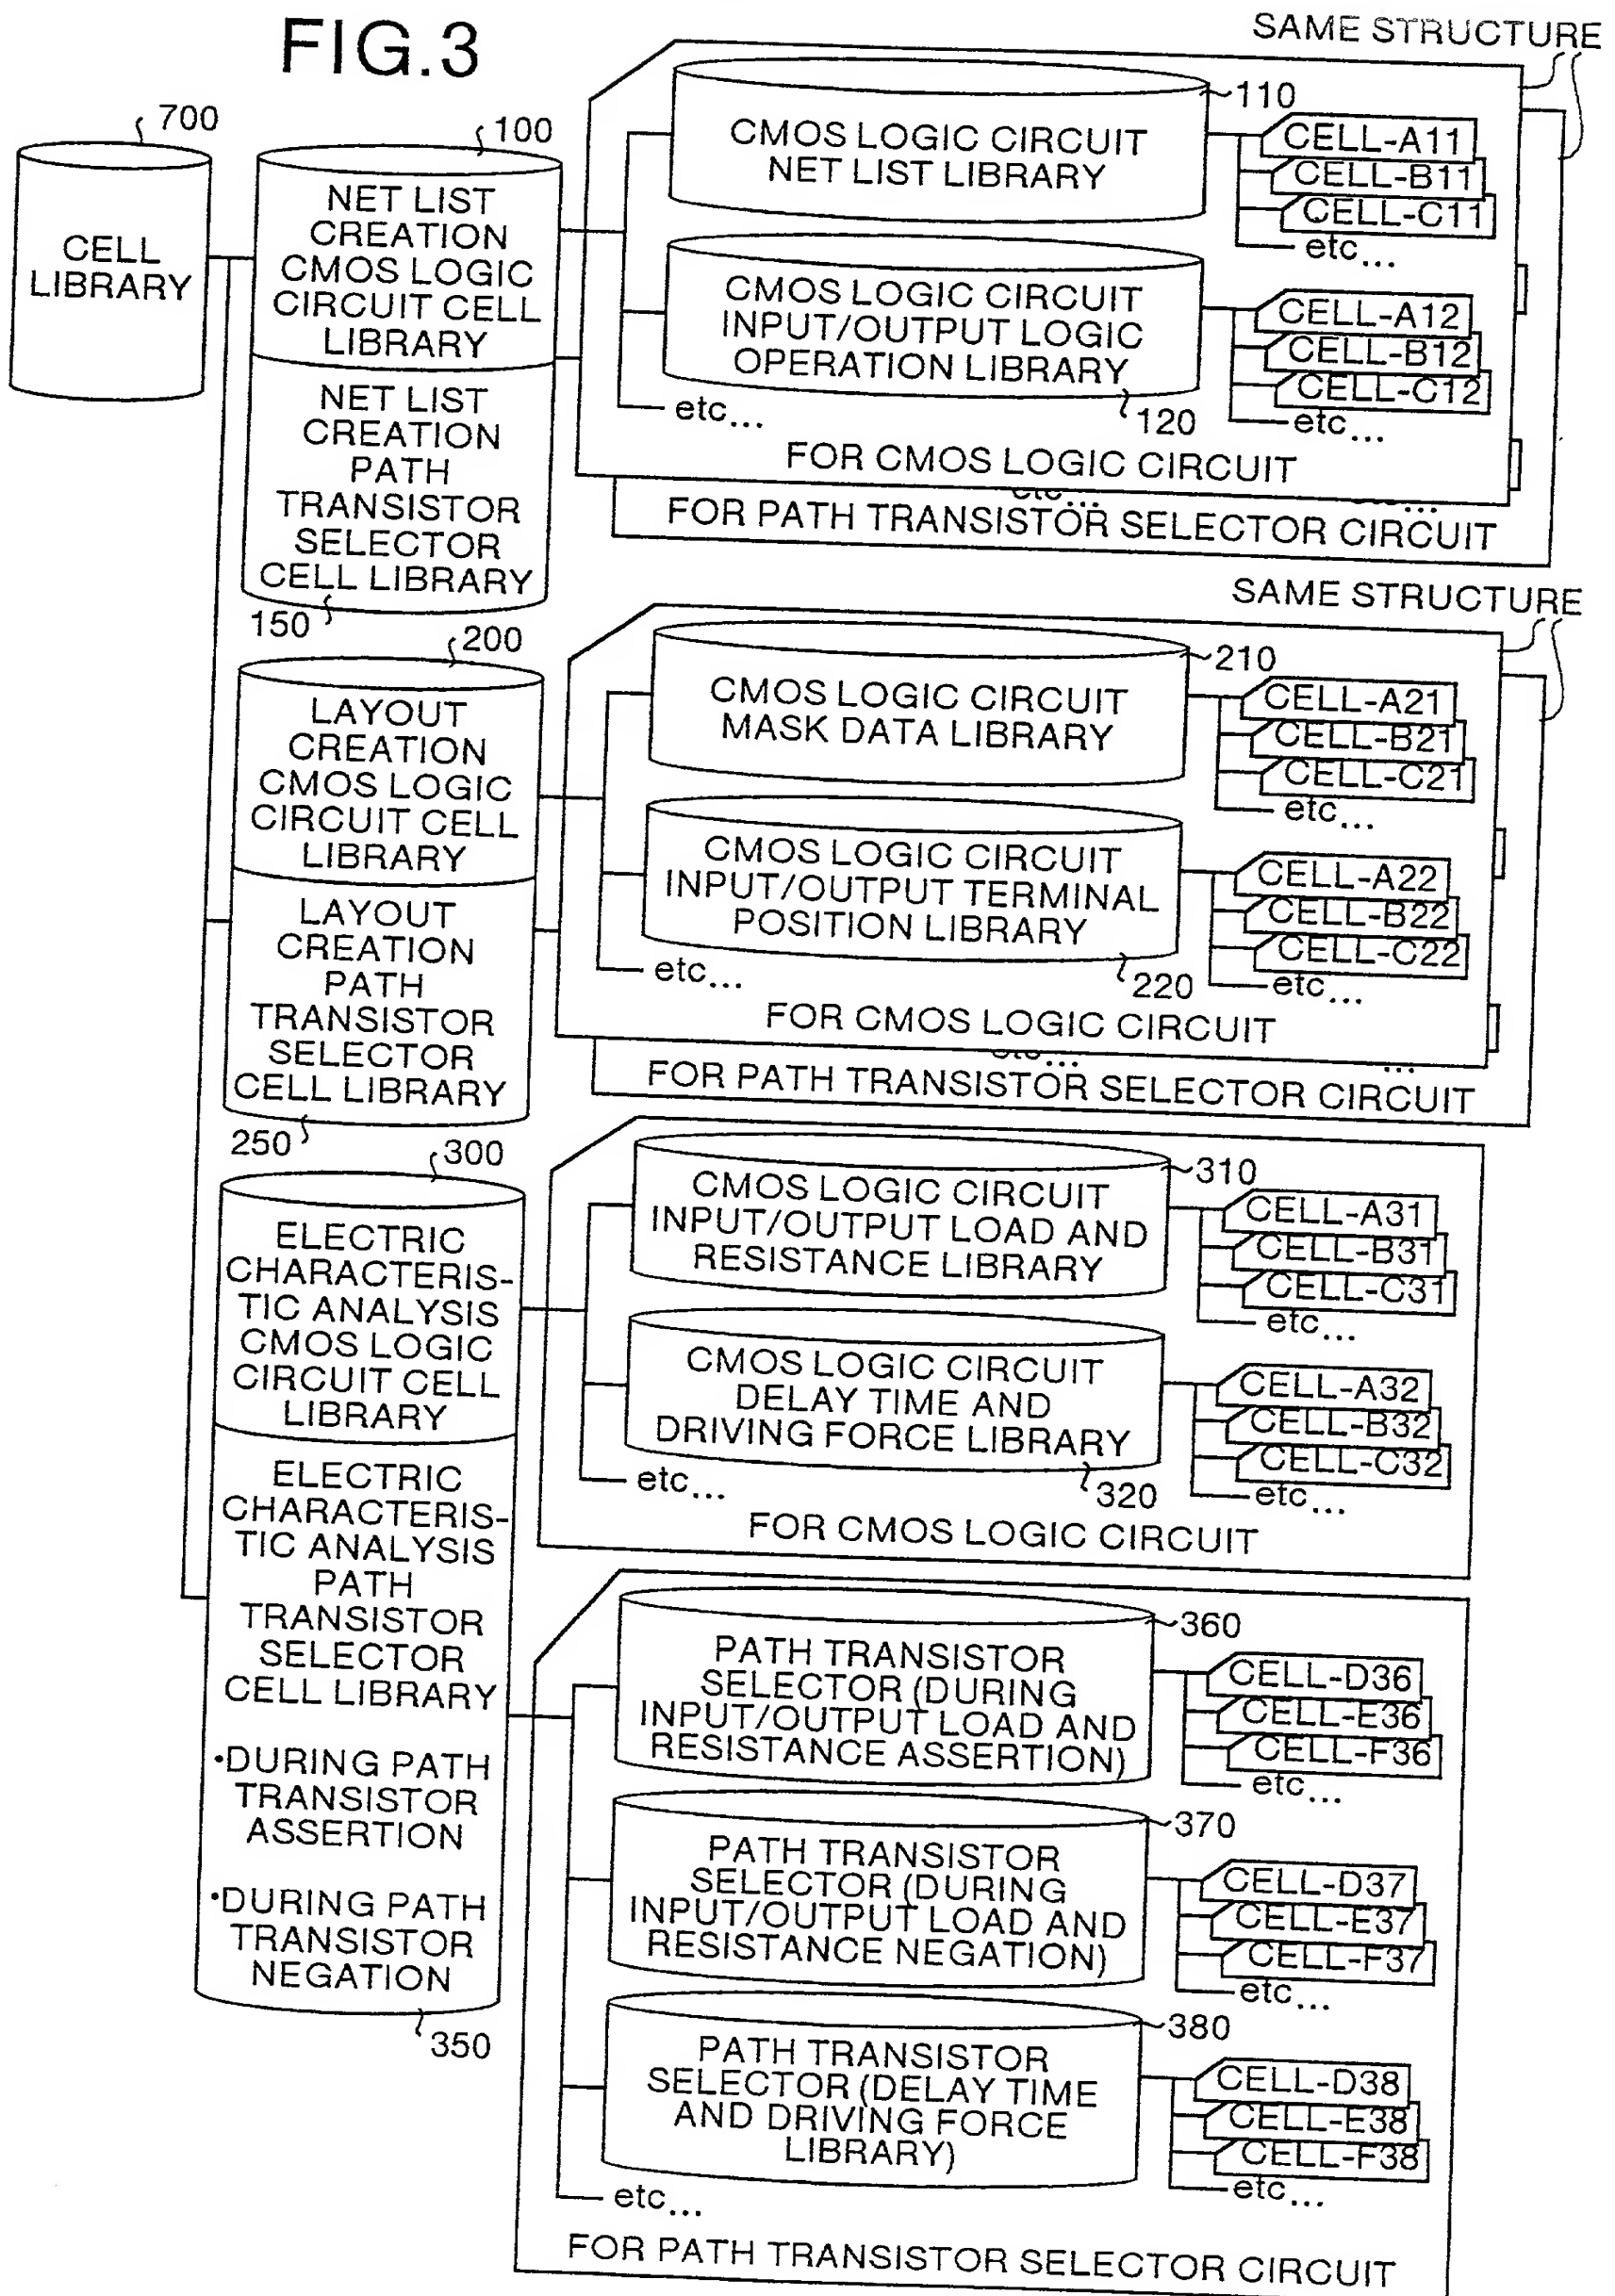 FIG.3
SAME STRUCTURE
700
CELL
LIBRARY
100
NET LIST
CREATION
CMOS LOGIC
CIRCUIT CELL
LIBRARY
NET LIST
CREATION
PATH
TRANSISTOR
SELECTOR
CELL LIBRARY
150
110
CMOS LOGIC CIRCUIT
NET LIST LIBRARY
CELL-A11
CELL-B11
CELL-C11
etc...
CMOS LOGIC CIRCUIT
INPUT/OUTPUT LOGIC
OPERATION LIBRARY
120
CELL-A12
CELL-B12
CELL-C12
etc...
etc...
FOR CMOS LOGIC CIRCUIT
etc...
FOR PATH TRANSISTOR SELECTOR CIRCUIT
SAME STRUCTURE
200
LAYOUT
CREATION
CMOS LOGIC
CIRCUIT CELL
LIBRARY
LAYOUT
CREATION
PATH
TRANSISTOR
SELECTOR
CELL LIBRARY
250
210
CMOS LOGIC CIRCUIT
MASK DATA LIBRARY
CELL-A21
CELL-B21
CELL-C21
etc...
CMOS LOGIC CIRCUIT
INPUT/OUTPUT TERMINAL
POSITION LIBRARY
220
CELL-A22
CELL-B22
CELL-C22
etc...
etc...
FOR CMOS LOGIC CIRCUIT
etc...
FOR PATH TRANSISTOR SELECTOR CIRCUIT
300
ELECTRIC
CHARACTERIS-
TIC ANALYSIS
CMOS LOGIC
CIRCUIT CELL
LIBRARY
ELECTRIC
CHARACTERIS-
TIC ANALYSIS
PATH
TRANSISTOR
SELECTOR
CELL LIBRARY
•DURING PATH
TRANSISTOR
ASSERTION
•DURING PATH
TRANSISTOR
NEGATION
350
310
CMOS LOGIC CIRCUIT
INPUT/OUTPUT LOAD AND
RESISTANCE LIBRARY
CELL-A31
CELL-B31
CELL-C31
etc...
CMOS LOGIC CIRCUIT
DELAY TIME AND
DRIVING FORCE LIBRARY
320
CELL-A32
CELL-B32
CELL-C32
etc...
etc...
FOR CMOS LOGIC CIRCUIT
360
PATH TRANSISTOR
SELECTOR (DURING
INPUT/OUTPUT LOAD AND
RESISTANCE ASSERTION)
CELL-D36
CELL-E36
CELL-F36
etc...
370
PATH TRANSISTOR
SELECTOR (DURING
INPUT/OUTPUT LOAD AND
RESISTANCE NEGATION)
CELL-D37
CELL-E37
CELL-F37
etc...
380
PATH TRANSISTOR
SELECTOR (DELAY TIME
AND DRIVING FORCE
LIBRARY)
CELL-D38
CELL-E38
CELL-F38
etc...
etc...
FOR PATH TRANSISTOR SELECTOR CIRCUIT